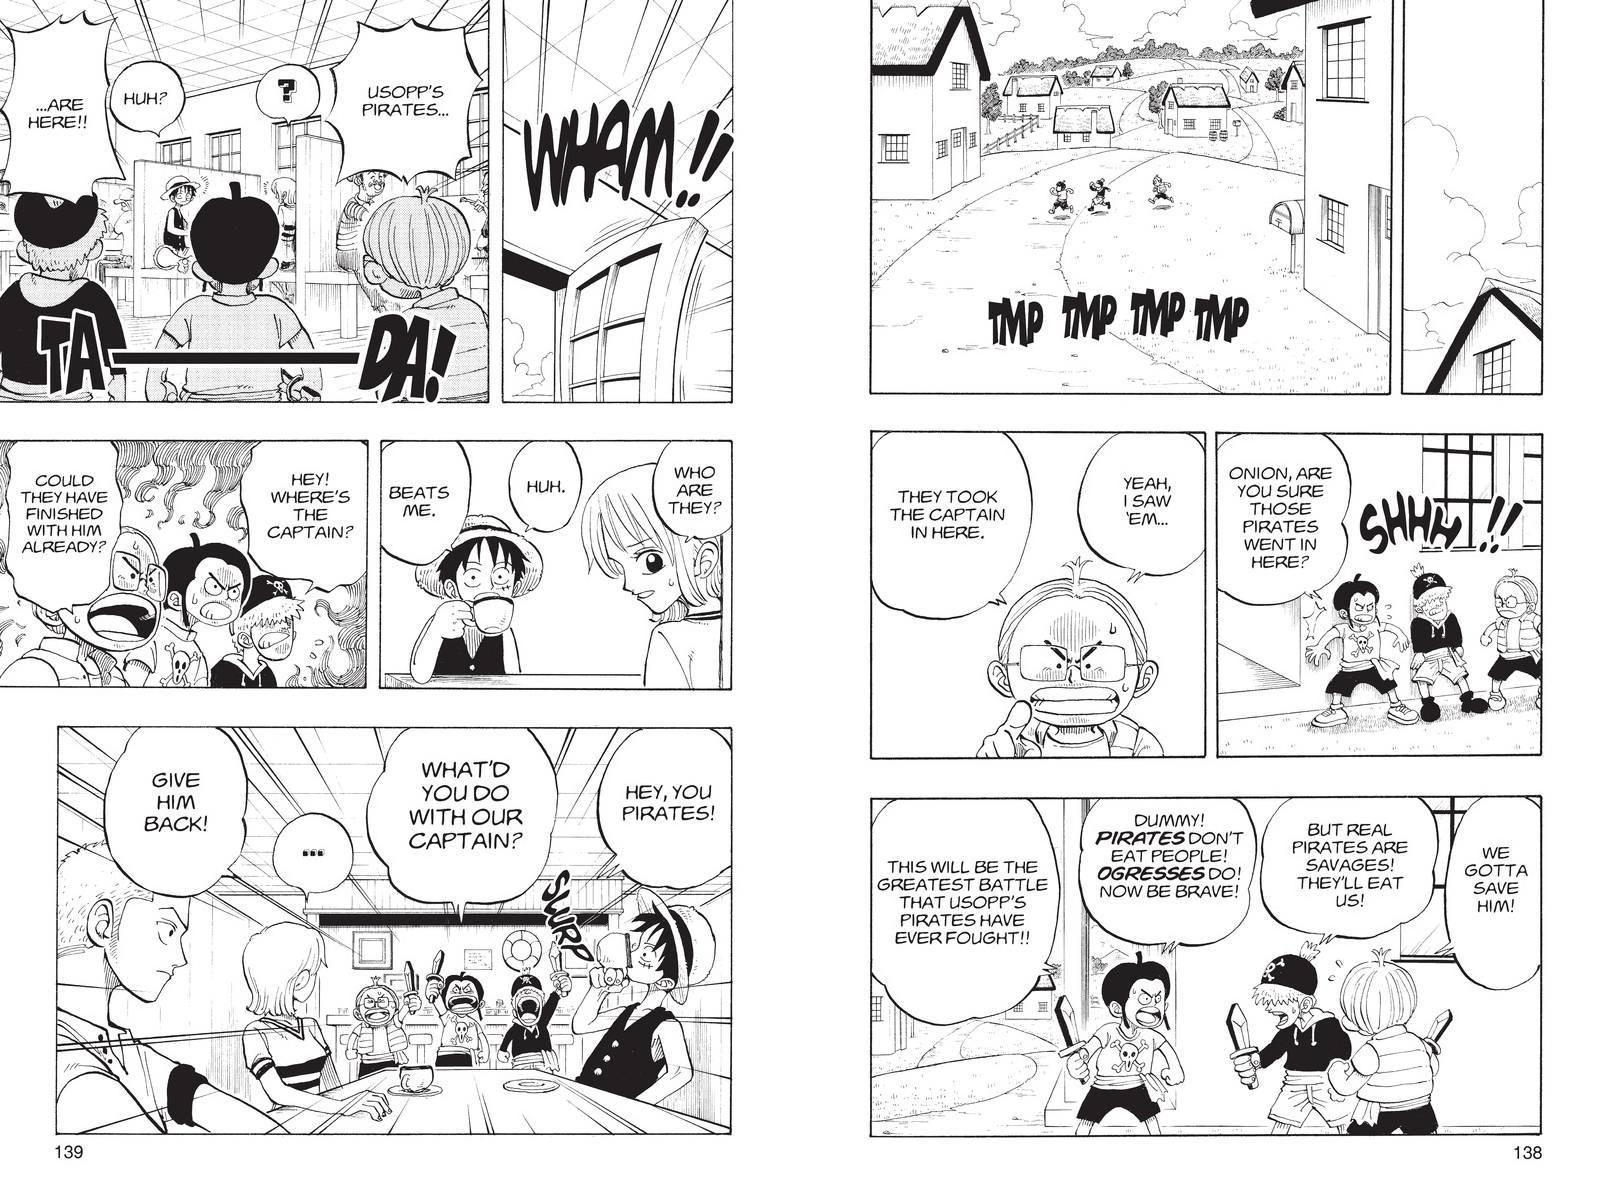 TMP TMP TMP TMP
ONION, ARE
YOU SURE
THOSE
PIRATES
WENT IN
HERE?
SHHH!!
YEAH,
I SAW
'EM...
THEY TOOK
THE CAPTAIN
IN HERE.
WE
GOTTA
SAVE
HIM!
BUT REAL
PIRATES ARE
SAVAGES!
THEY'LL EAT
US!
DUMMY!
PIRATES DON'T
EAT PEOPLE!
OGRESSES DO!
NOW BE BRAVE!
THIS WILL BE THE
GREATEST BATTLE
THAT USOPP'S
PIRATES HAVE
EVER FOUGHT!!
138
WHAM!!
USOPP'S
PIRATES...
?
HUH?
...ARE
HERE!!
TA DA!
WHO
ARE
THEY?
HUH.
BEATS
ME.
HEY!
WHERE'S
THE
CAPTAIN?
COULD
THEY HAVE
FINISHED
WITH HIM
ALREADY?
HEY, YOU
PIRATES!
WHAT'D
YOU DO
WITH OUR
CAPTAIN?
SLURP
...
GIVE
HIM
BACK!
139